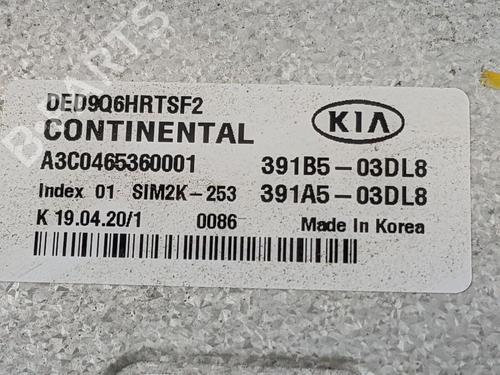 DED9Q6HRTSF2
CONTINENTAL
KIA
A3C0465360001 391B5-03DL8
Index 01 SIM2K-253 391A5-03DL8
K 19.04.20/1 0086 Made in Korea